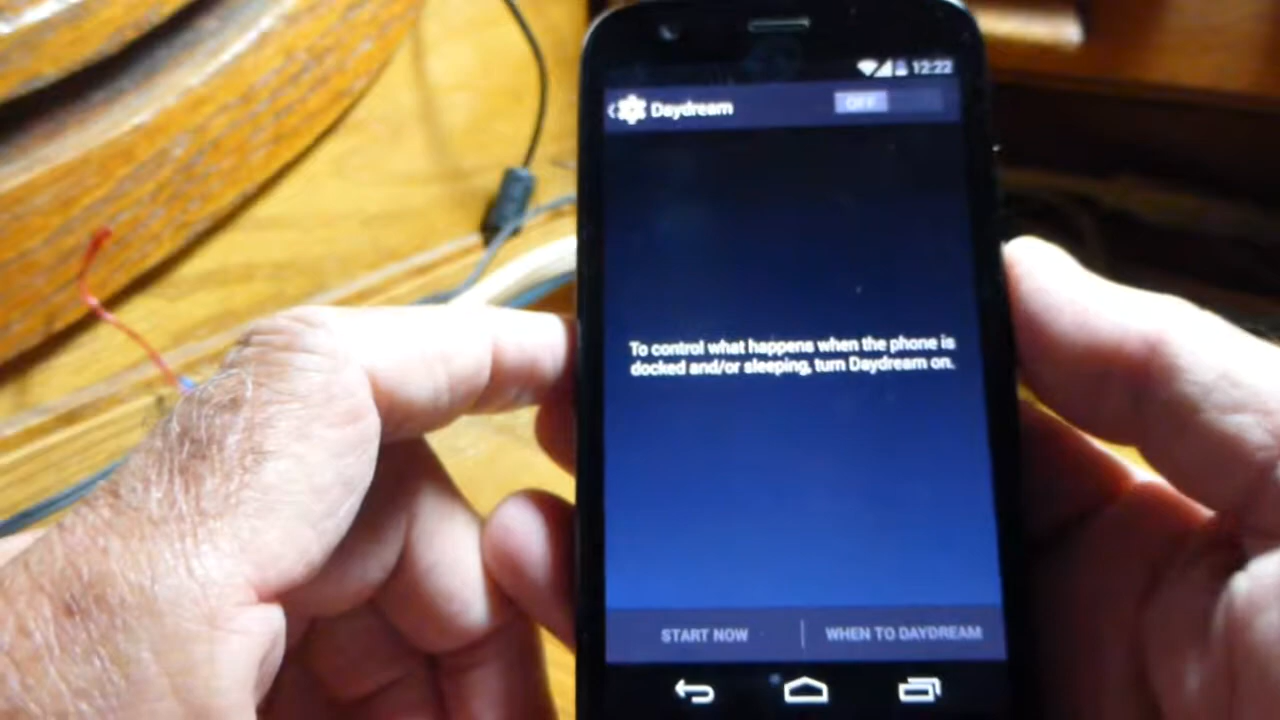 12:22
Daydream OFF
To control what happens when the phone is
docked and/or sleeping, turn Daydream on.
START NOW WHEN TO DAYDREAM